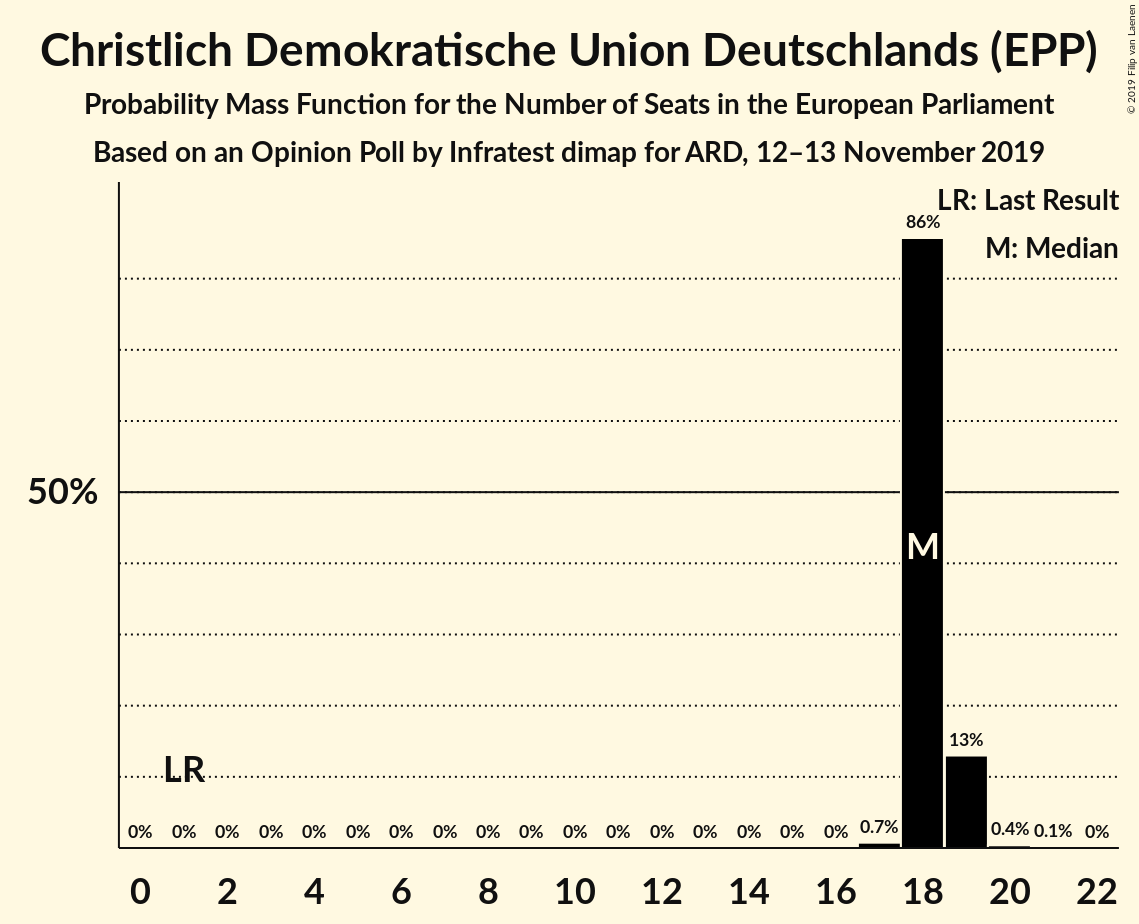 Christlich Demokratische Union Deutschlands (EPP)
Probability Mass Function for the Number of Seats in the European Parliament
Based on an Opinion Poll by Infratest dimap for ARD, 12–13 November 2019
© 2019 Filip van Laenen
LR: Last Result
M: Median
86%
50%
M
13%
LR
0% 0% 0% 0% 0% 0% 0% 0% 0% 0% 0% 0% 0% 0% 0% 0% 0% 0.7% 0.4% 0.1% 0%
0 2 4 6 8 10 12 14 16 18 20 22